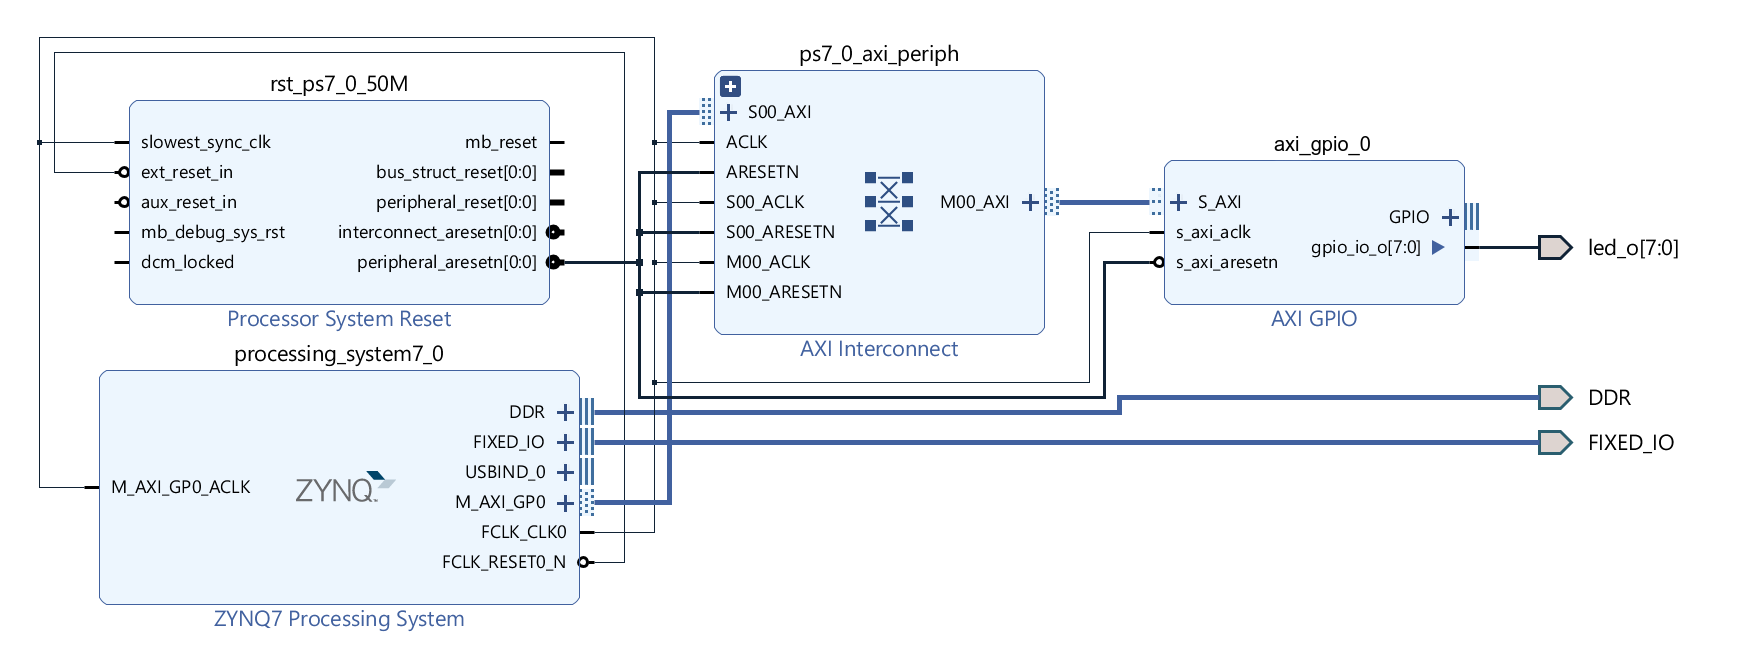 rst_ps7_0_50M
slowest_sync_clk
ext_reset_in
aux_reset_in
mb_debug_sys_rst
dcm_locked
mb_reset
bus_struct_reset[0:0]
peripheral_reset[0:0]
interconnect_aresetn[0:0]
peripheral_aresetn[0:0]
Processor System Reset
processing_system7_0
M_AXI_GP0_ACLK
ZYNQ
DDR
FIXED_IO
USBIND_0
M_AXI_GP0
FCLK_CLK0
FCLK_RESET0_N
ZYNQ7 Processing System
ps7_0_axi_periph
S00_AXI
ACLK
ARESETN
S00_ACLK
S00_ARESETN
M00_ACLK
M00_ARESETN
M00_AXI
AXI Interconnect
axi_gpio_0
S_AXI
s_axi_aclk
s_axi_aresetn
GPIO
gpio_io_o[7:0]
AXI GPIO
led_o[7:0]
DDR
FIXED_IO